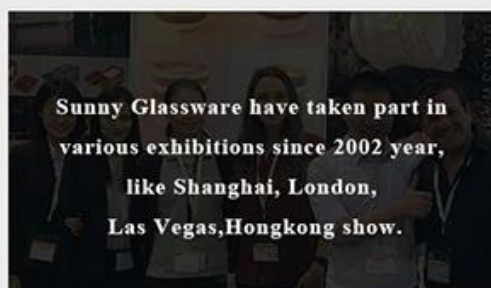 Sunny Glassware have taken part in
various exhibitions since 2002 year,
like Shanghai, London,
Las Vegas,Hongkong show.